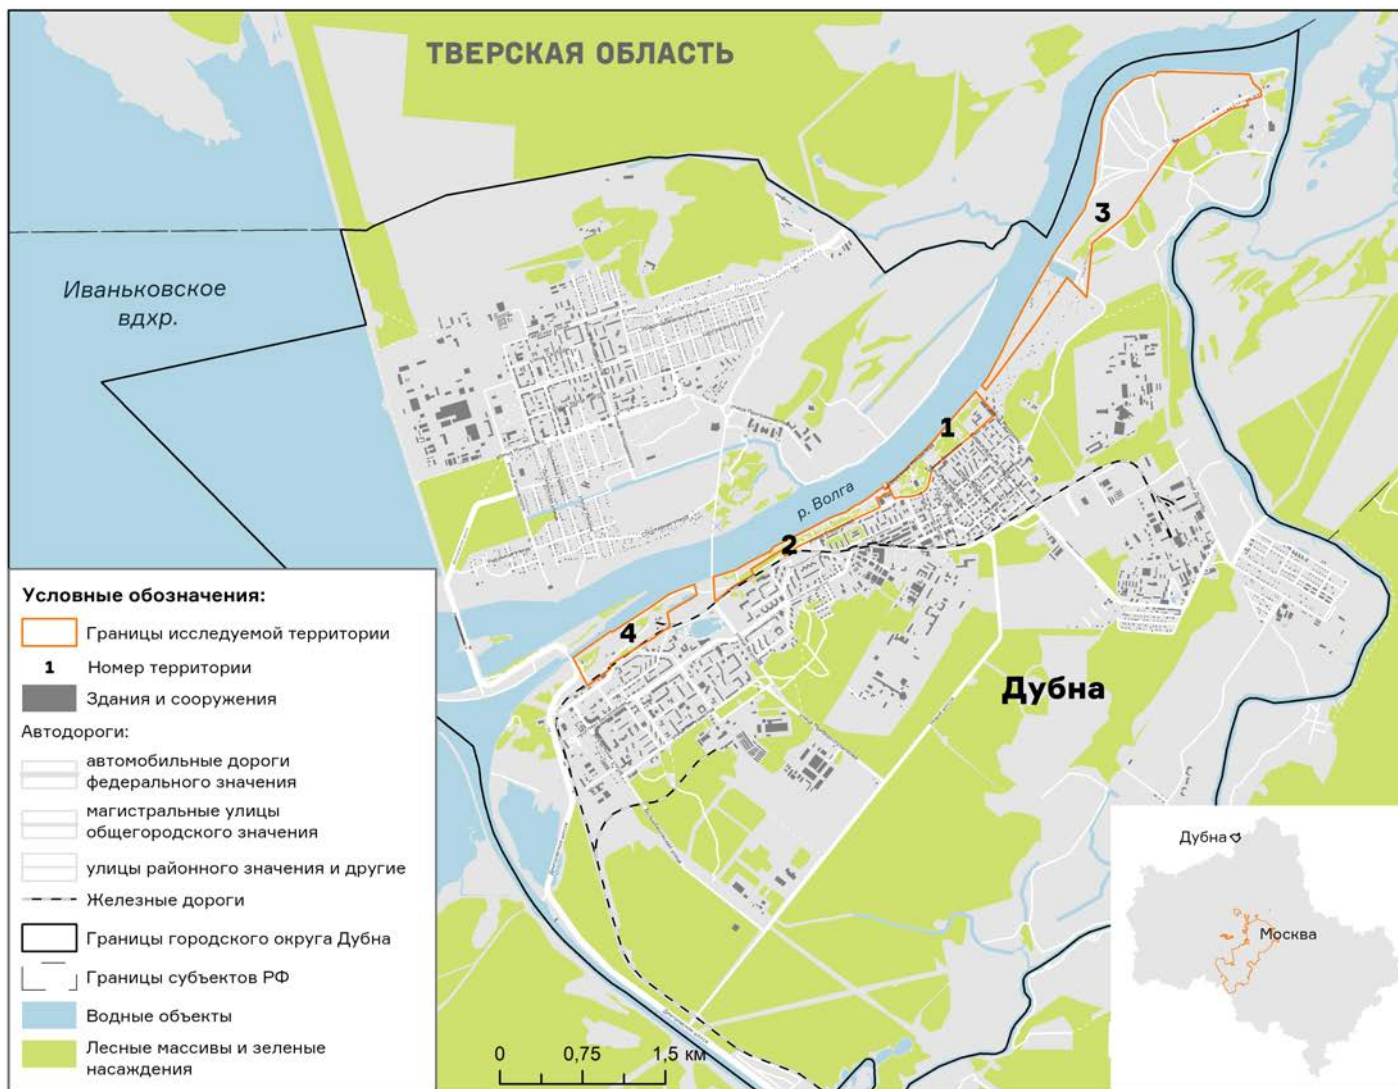 ТВЕРСКАЯ ОБЛАСТЬ
Иваньковское
вдхр.
3
1
р. Волга
2
4
Дубна
Условные обозначения:
Границы исследуемой территории
1 Номер территории
Здания и сооружения
Автодороги:
автомобильные дороги
федерального значения
магистральные улицы
общегородского значения
улицы районного значения и другие
Железные дороги
Границы городского округа Дубна
Границы субъектов РФ
Водные объекты
Лесные массивы и зеленые
насаждения
0 0,75 1,5 км
Дубна
Москва